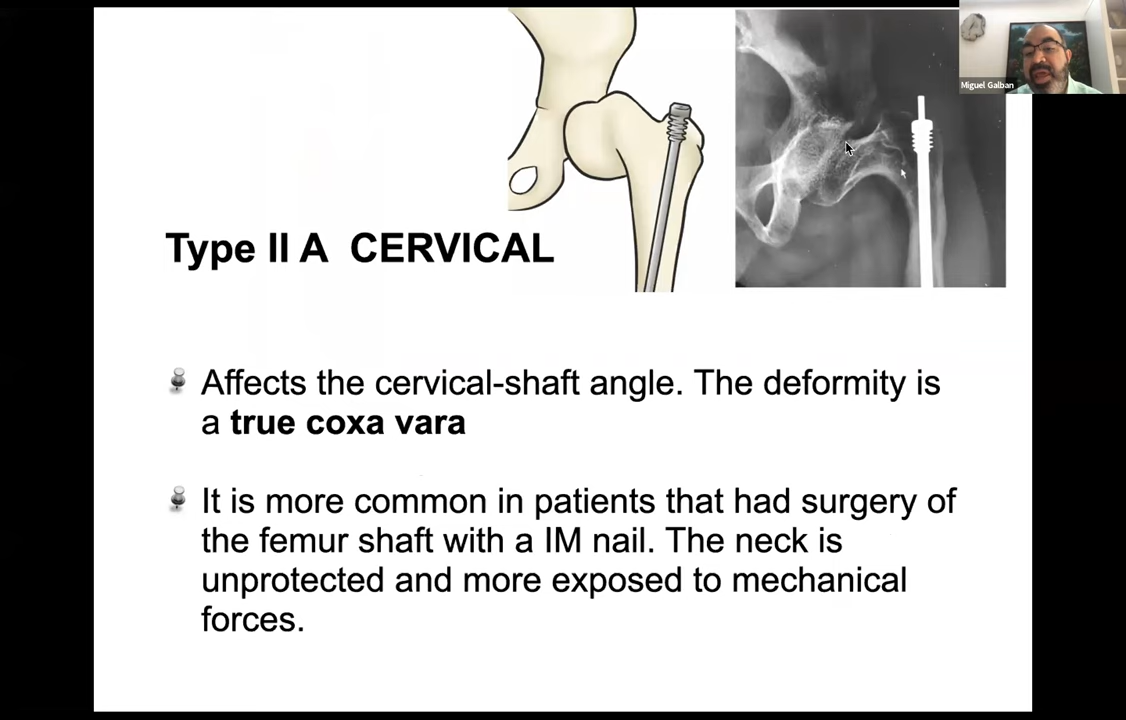 Miguel Galban
Type II A  CERVICAL
Affects the cervical-shaft angle. The deformity is
a true coxa vara
It is more common in patients that had surgery of
the femur shaft with a IM nail. The neck is
unprotected and more exposed to mechanical
forces.